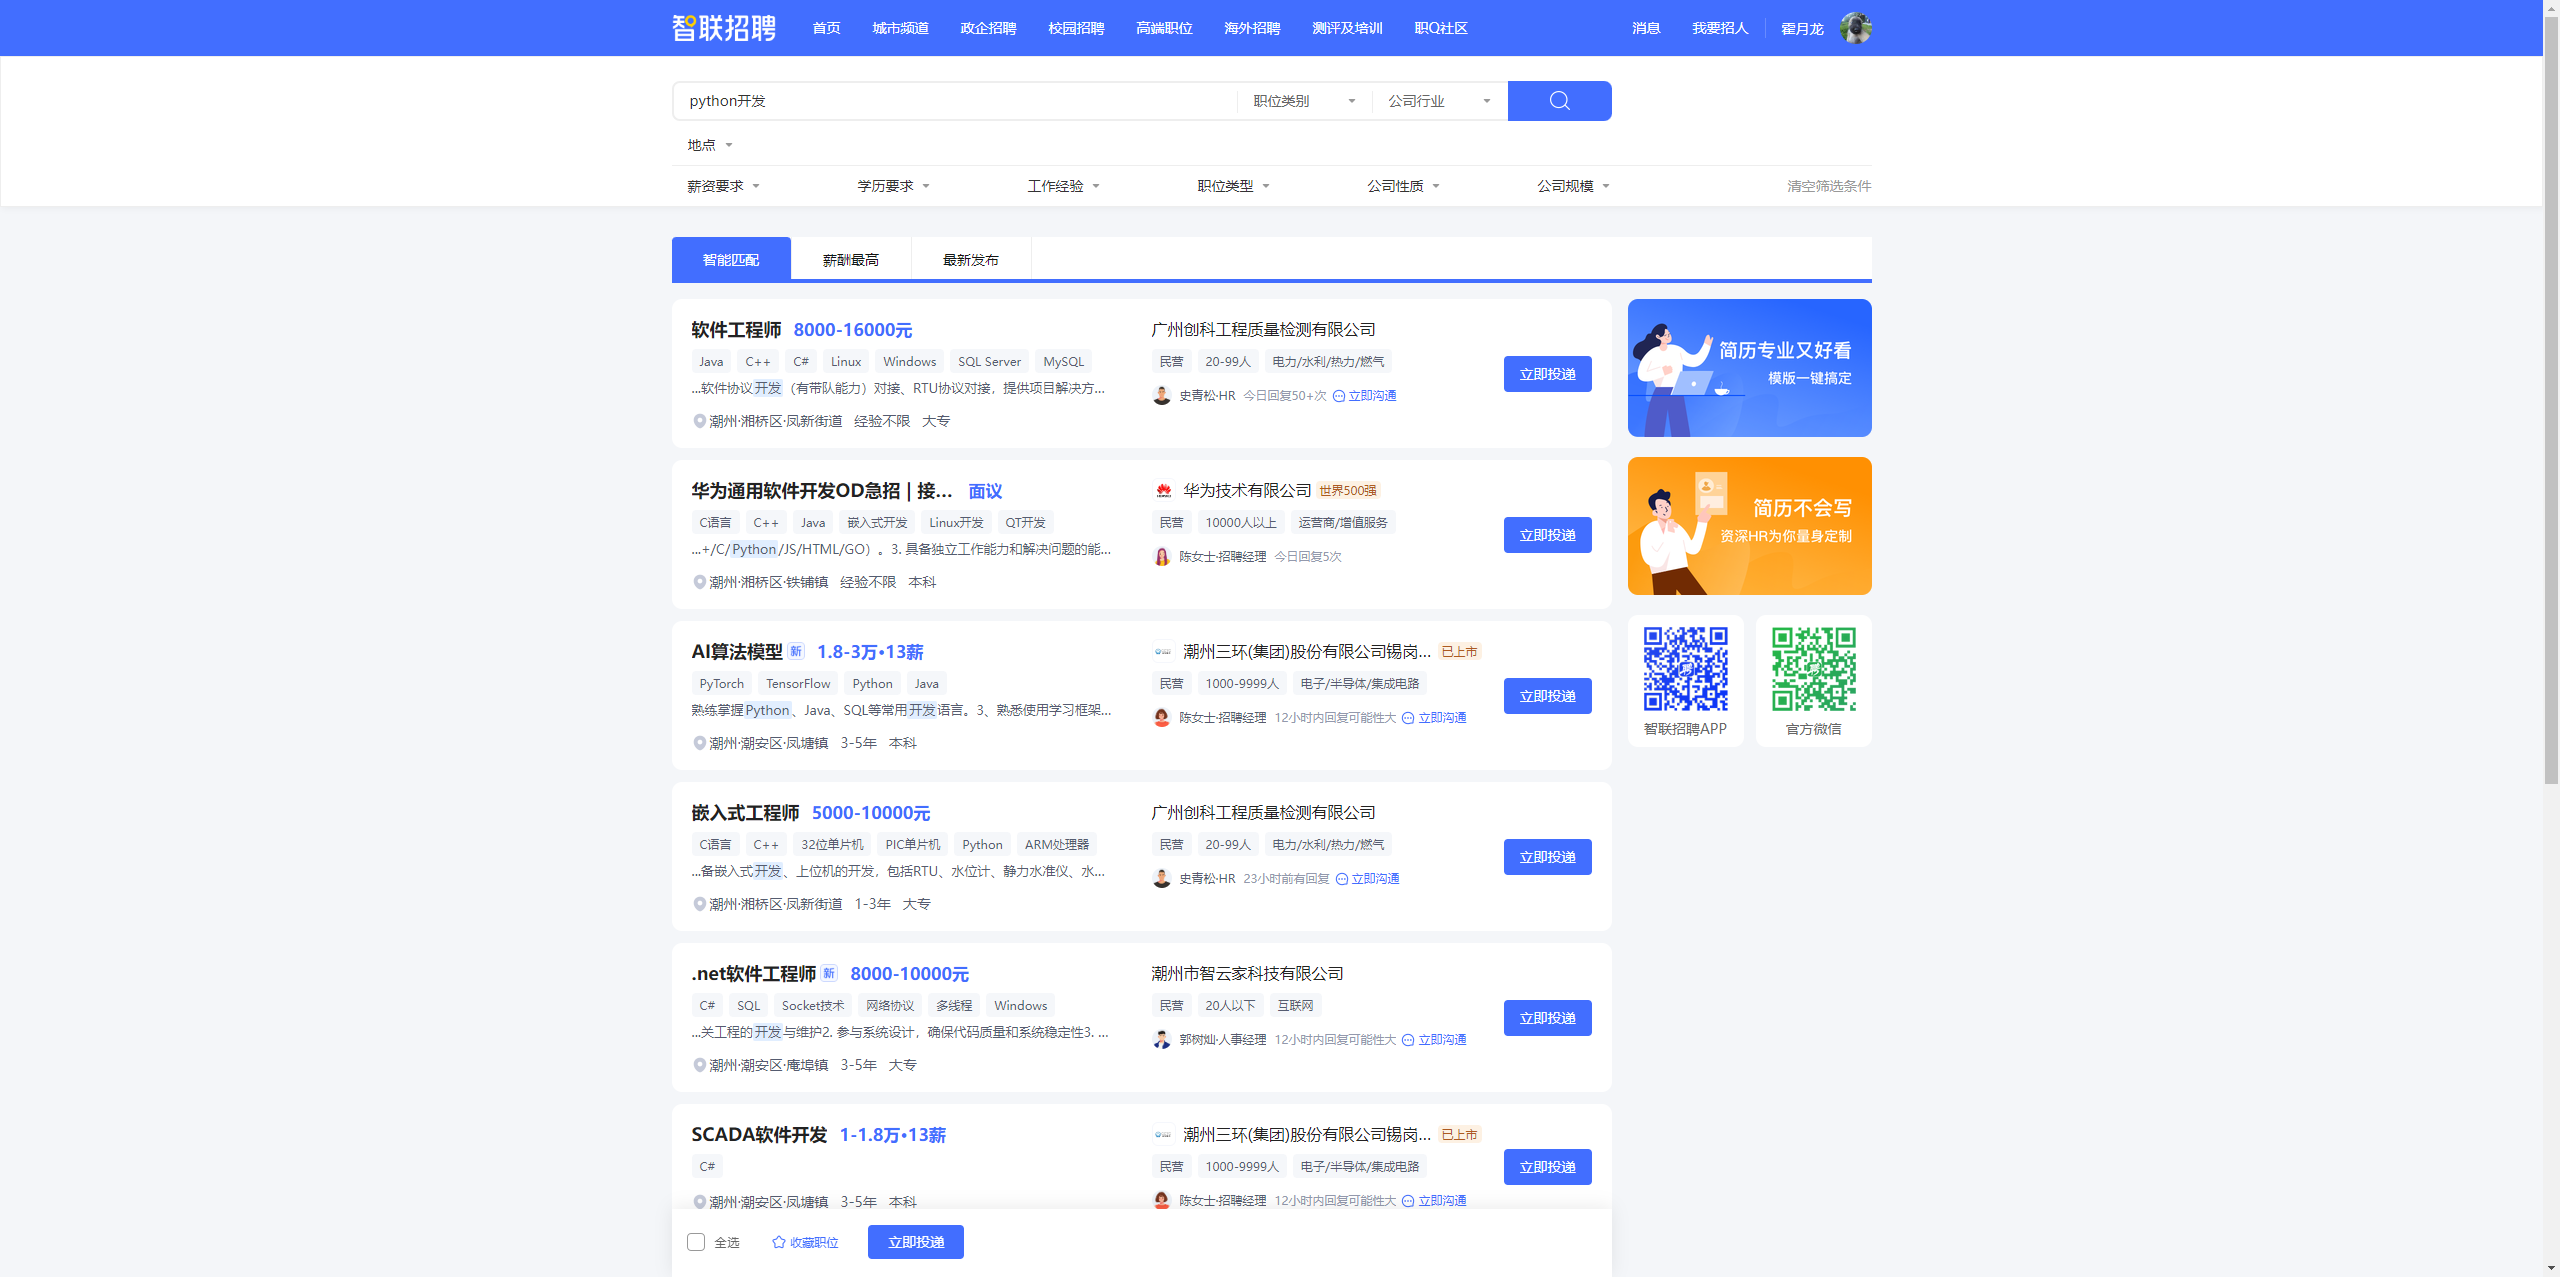 智联招聘 首页 城市频道 政企招聘 校园招聘 高端职位 海外招聘 测评及培训 职Q社区 消息 我要招人 霍月龙
python开发 职位类别 公司行业
地点
薪资要求 学历要求 工作经验 职位类型 公司性质 公司规模 清空筛选条件
智能匹配 薪酬最高 最新发布
软件工程师 8000-16000元
Java C++ C# Linux Windows SQL Server MySQL
...软件协议开发（有带队能力）对接、RTU协议对接，提供项目解决方...
潮州·湘桥区·凤新街道 经验不限 大专
广州创科工程质量检测有限公司
民营 20-99人 电力/水利/热力/燃气
史青松·HR 今日回复50+次 立即沟通
立即投递
华为通用软件开发OD急招 | 接... 面议
C语言 C++ Java 嵌入式开发 Linux开发 QT开发
...+/C/Python/JS/HTML/GO）。3. 具备独立工作能力和解决问题的能...
潮州·湘桥区·铁铺镇 经验不限 本科
华为技术有限公司 世界500强
民营 10000人以上 运营商/增值服务
陈女士·招聘经理 今日回复5次
立即投递
AI算法模型 新 1.8-3万·13薪
PyTorch TensorFlow Python Java
熟练掌握Python、Java、SQL等常用开发语言。3、熟悉使用学习框架...
潮州·潮安区·凤塘镇 3-5年 本科
潮州三环(集团)股份有限公司锡岗... 已上市
民营 1000-9999人 电子/半导体/集成电路
陈女士·招聘经理 12小时内回复可能性大 立即沟通
立即投递
嵌入式工程师 5000-10000元
C语言 C++ 32位单片机 PIC单片机 Python ARM处理器
...备嵌入式开发、上位机的开发，包括RTU、水位计、静力水准仪、水...
潮州·湘桥区·凤新街道 1-3年 大专
广州创科工程质量检测有限公司
民营 20-99人 电力/水利/热力/燃气
史青松·HR 23小时前有回复 立即沟通
立即投递
.net软件工程师 新 8000-10000元
C# SQL Socket技术 网络协议 多线程 Windows
...关工程的开发与维护2. 参与系统设计，确保代码质量和系统稳定性3. ...
潮州·潮安区·庵埠镇 3-5年 大专
潮州市智云家科技有限公司
民营 20人以下 互联网
郭树灿·人事经理 12小时内回复可能性大 立即沟通
立即投递
SCADA软件开发 1-1.8万·13薪
C#
潮州·潮安区·凤塘镇 3-5年 本科
潮州三环(集团)股份有限公司锡岗... 已上市
民营 1000-9999人 电子/半导体/集成电路
陈女士·招聘经理 12小时内回复可能性大 立即沟通
立即投递
全选 收藏职位 立即投递
简历专业又好看
模版一键搞定
简历不会写
资深HR为你量身定制
智联招聘APP 官方微信